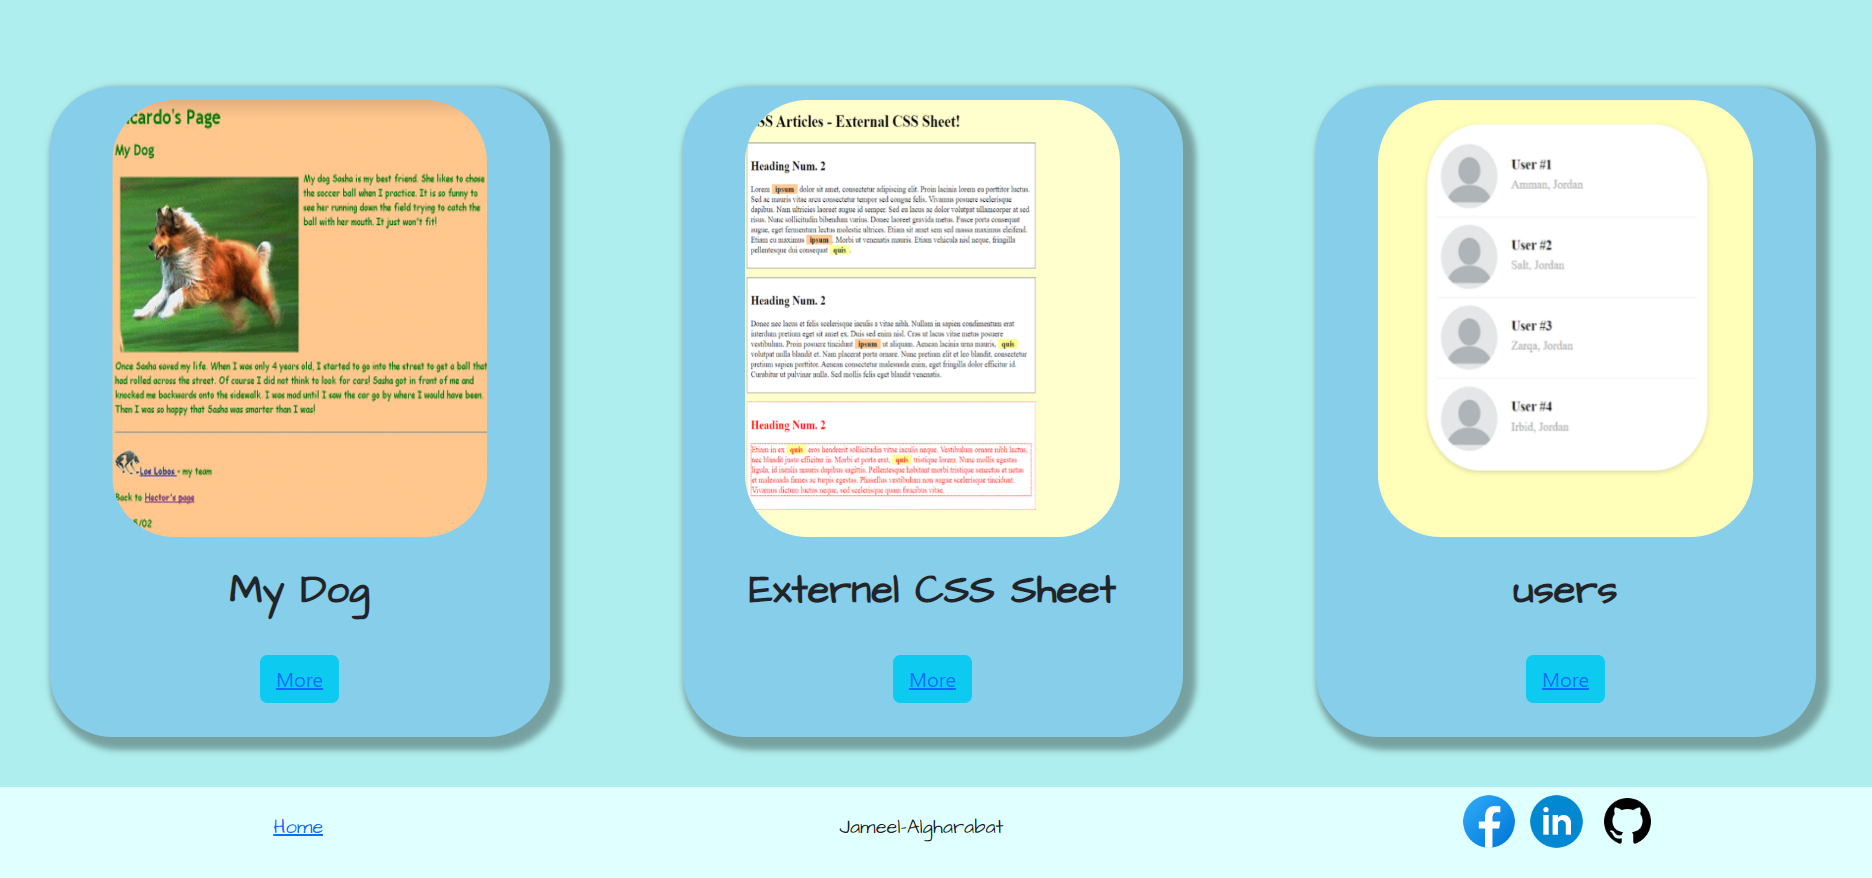 icardo's Page
My Dog
My dog Sasha is my best friend. She likes to chase
the soccer ball when I practice. It is so funny to
see her running down the field trying to catch the
ball with her mouth. It just won't fit!
Once Sasha saved my life. When I was only 4 years old, I started to go into the street to get a ball that
had rolled across the street. Of course I did not think to look for cars! Sasha got in front of me and
knocked me backwards onto the sidewalk. I was mad until I saw the car go by where I would have been.
Then I was so happy that Sasha was smarter than I was!
-Los Lobos - my team
Back to Hector's page
5/02
My Dog
More
SS Articles - External CSS Sheet!
Heading Num. 2
Lorem ipsum dolor sit amet, consectetur adipiscing elit. Proin lacinia lorem eu porttitor luctus.
Sed ac mauris vitae arcu consectetur tempor sed congue felis. Vivamus posuere scelerisque
dapibus. Nam ultricies laoreet augue id semper. Sed eu lacus ac dolor volutpat ullamcorper at sed
risus. Nunc sollicitudin bibendum varius. Donec laoreet gravida metus. Fusce porta consequat
augue, eget fermentum lectus molestie ultrices. Etiam sit amet sem sed massa maximus eleifend.
Etiam eu maximus ipsum . Morbi ut venenatis mauris. Etiam vehicula nisl neque, fringilla
pellentesque dui consequat quis .
Heading Num. 2
Donec nec lacus et felis scelerisque iaculis a vitae nibh. Nullam in sapien condimentum erat
interdum pretium eget sit amet ex. Duis sed enim nisl. Cras ut lacus vitae metus posuere
vestibulum. Proin posuere tincidunt ipsum ut aliquam. Aenean lacinia urna mauris, quis
volutpat nulla blandit et. Nam placerat porta ornare. Nunc pretium elit et leo blandit, consectetur
pretium sapien porttitor. Aenean consectetur malesuada enim, eget fringilla dolor efficitur id.
Curabitur ut pulvinar nulla. Sed mollis felis eget blandit venenatis.
Heading Num. 2
Etiam in ex quis eros hendrerit sollicitudin vitae iaculis neque. Vestibulum ornare nibh lectus,
nec blandit justo efficitur in. Morbi et porta erat, quis tristique lorem. Nunc mollis egestas
ligula, id iaculis mauris dapibus sagittis. Pellentesque habitant morbi tristique senectus et netus
et malesuada fames ac turpis egestas. Phasellus vestibulum non augue scelerisque tincidunt.
Vivamus dictum luctus neque, sed scelerisque quam faucibus vitae.
Externel CSS Sheet
More
User #1
Amman, Jordan
User #2
Salt, Jordan
User #3
Zarqa, Jordan
User #4
Irbid, Jordan
users
More
Home
Jameel-Algharabat